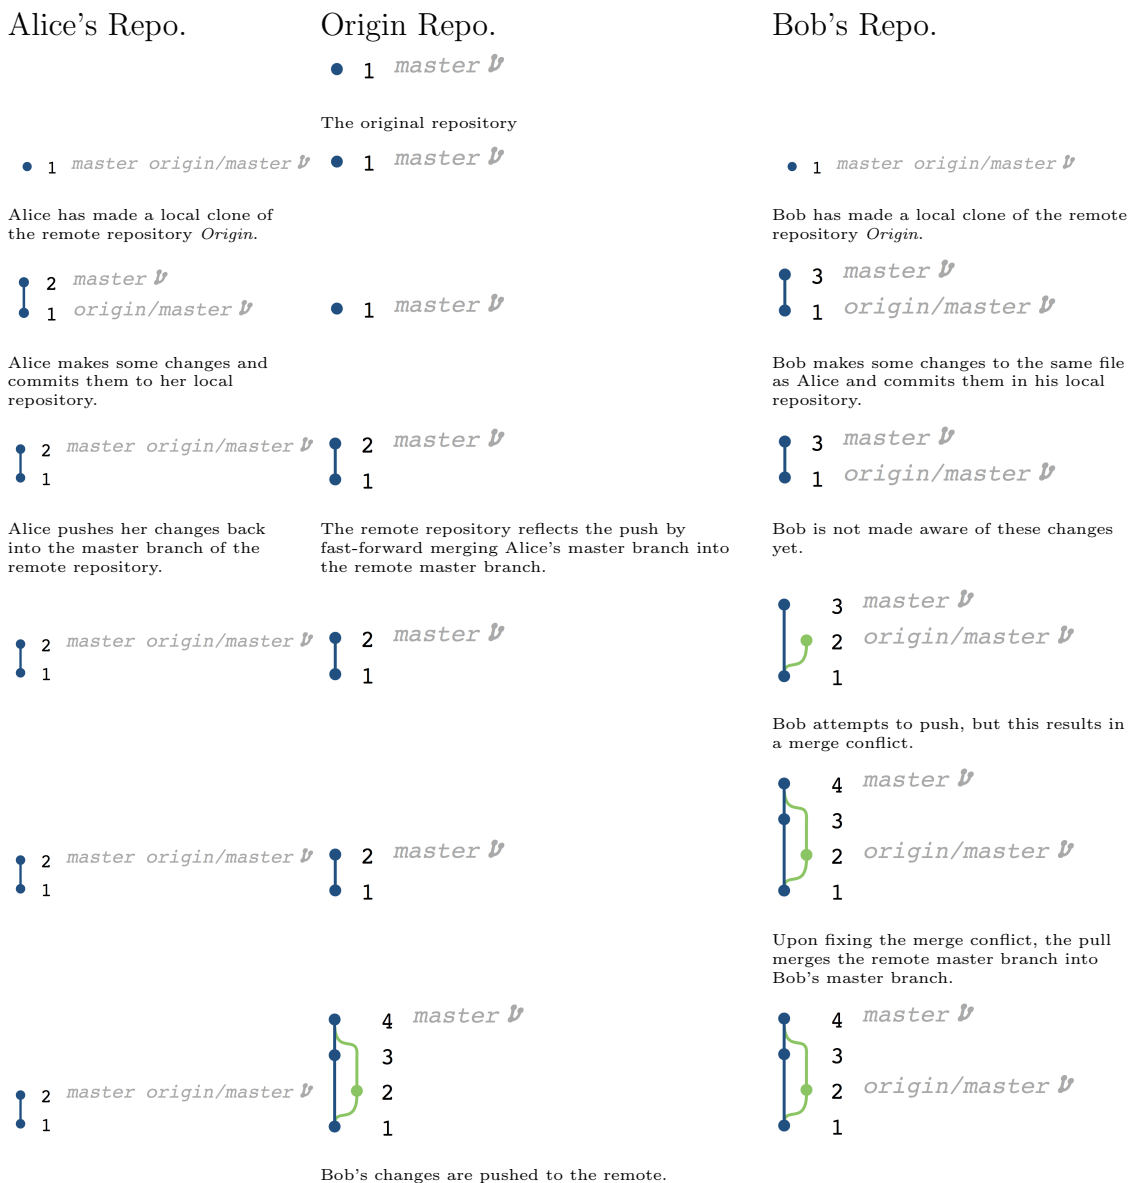 Alice's Repo.
Origin Repo.
Bob's Repo.
1 master
The original repository
1 master origin/master
1 master
1 master origin/master
Alice has made a local clone of
the remote repository Origin.
Bob has made a local clone of the remote
repository Origin.
2 master
1 origin/master
1 master
3 master
1 origin/master
Alice makes some changes and
commits them to her local
repository.
Bob makes some changes to the same file
as Alice and commits them in his local
repository.
2 master origin/master
1
2 master
1
3 master
1 origin/master
Alice pushes her changes back
into the master branch of the
remote repository.
The remote repository reflects the push by
fast-forward merging Alice's master branch into
the remote master branch.
Bob is not made aware of these changes
yet.
2 master origin/master
1
2 master
1
3 master
2 origin/master
1
Bob attempts to push, but this results in
a merge conflict.
2 master origin/master
1
2 master
1
4 master
3
2 origin/master
1
Upon fixing the merge conflict, the pull
merges the remote master branch into
Bob's master branch.
2 master origin/master
1
4 master
3
2
1
4 master
3
2 origin/master
1
Bob's changes are pushed to the remote.